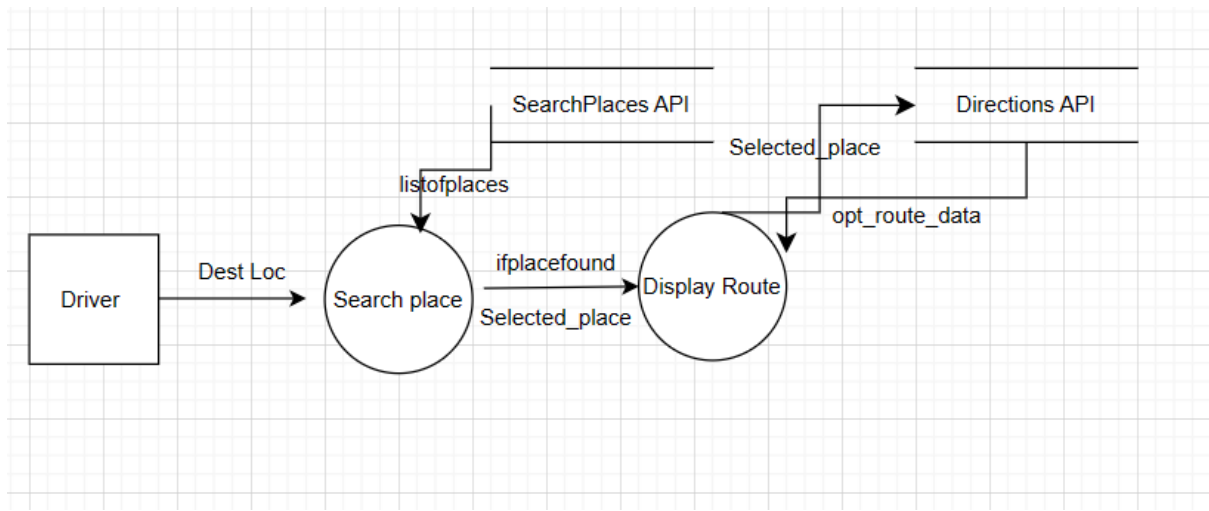 SearchPlaces API
Directions API
Selected_place
listofplaces
opt_route_data
Dest Loc
ifplacefound
Driver
Search place
Display Route
Selected_place